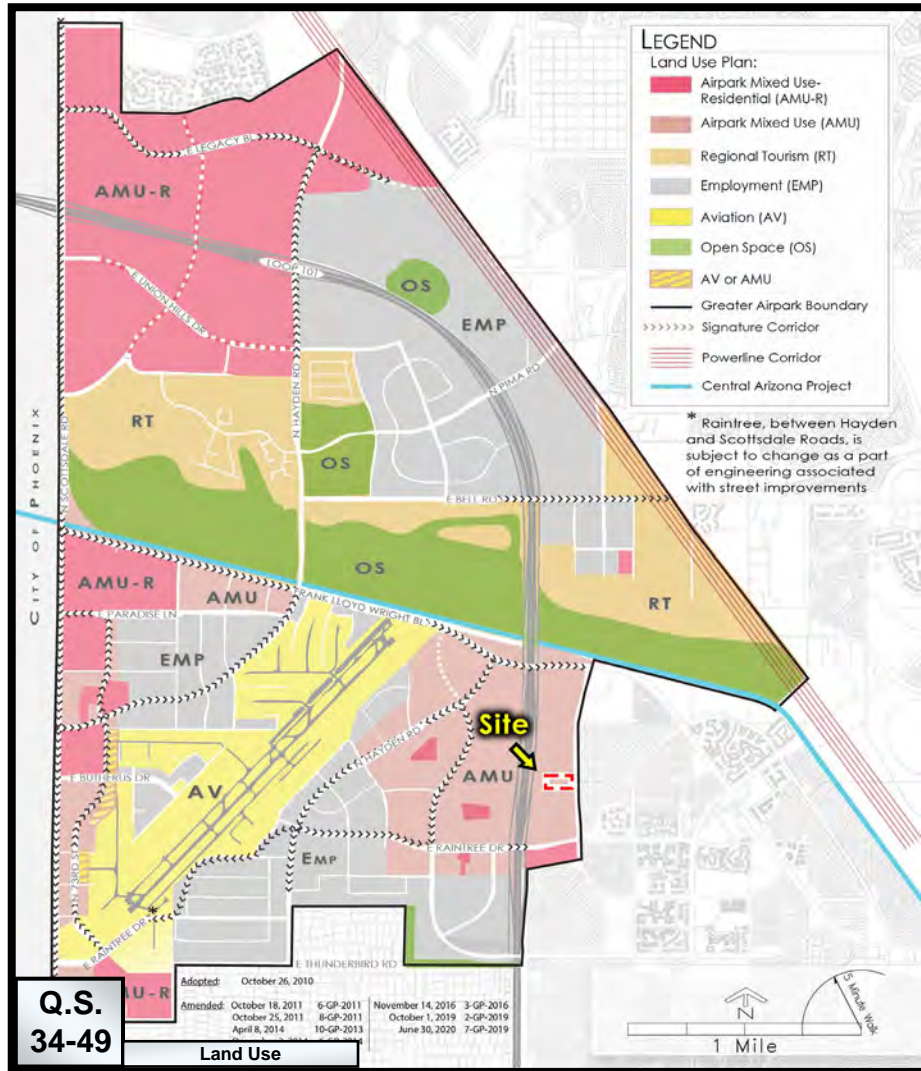 LEGEND
Land Use Plan:
Airpark Mixed Use-
Residential (AMU-R)
Airpark Mixed Use (AMU)
Regional Tourism (RT)
Employment (EMP)
Aviation (AV)
Open Space (OS)
AV or AMU
Greater Airpark Boundary
Signature Corridor
Powerline Corridor
Central Arizona Project
* Raintree, between Hayden
and Scottsdale Roads, is
subject to change as a part
of engineering associated
with street improvements
E LEGACY BL
AMU-R
LOOP 101
OS
EMP
E UNION HILLS DR
N HAYDEN RD
N PIMA RD
RT
OS
CITY OF PHOENIX
N SCOTTSDALE RD
E BELL RD
OS
RT
AMU-R
AMU
FRANK LLOYD WRIGHT BL
E PARADISE LN
EMP
Site
N HAYDEN RD
AMU
E BUTHERUS DR
AV
E RAINTREE DR
EMP
N 73RD ST
*
E RAINTREE DR
E THUNDERBIRD RD
MU-R
Adopted: October 26, 2010
Amended: October 18, 2011 6-GP-2011 November 14, 2016 3-GP-2016
October 25, 2011 8-GP-2011 October 1, 2019 2-GP-2019
April 8, 2014 10-GP-2013 June 30, 2020 7-GP-2019
Q.S.
34-49
Land Use
N
1 Mile
5 Minute Walk